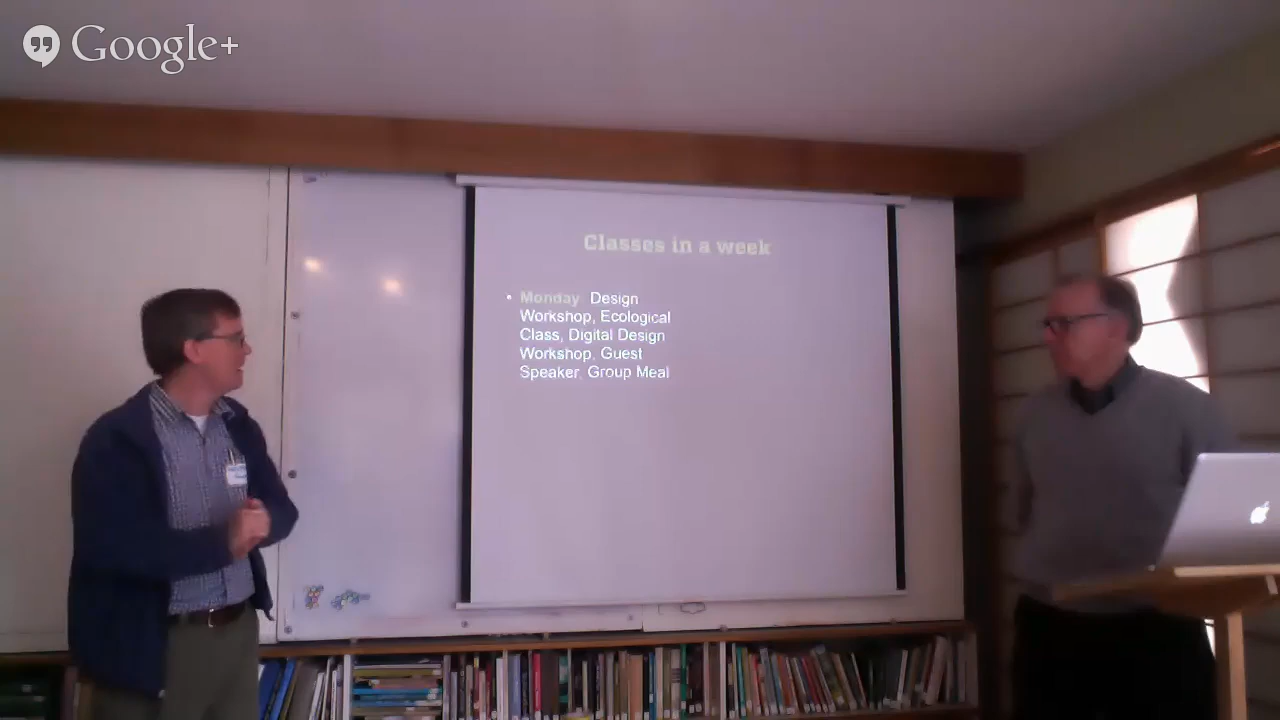 Google+
Classes in a week
• Monday Design
Workshop, Ecological
Class, Digital Design
Workshop, Guest
Speaker, Group Meal